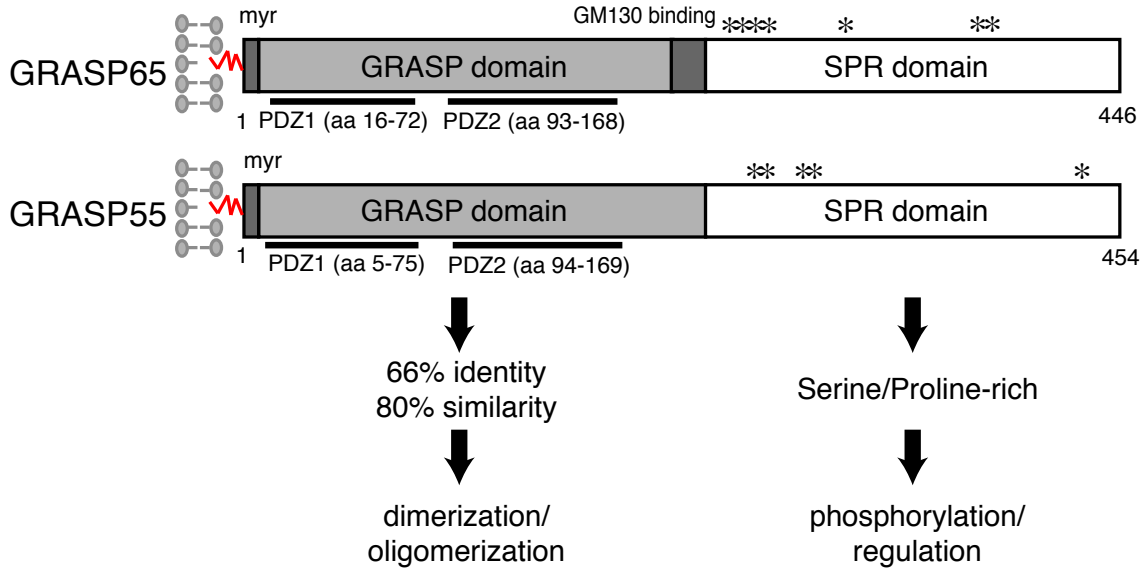 myr
GM130 binding
**** * **
GRASP65
GRASP domain
SPR domain
1
PDZ1 (aa 16-72)
PDZ2 (aa 93-168)
446
myr
** ** *
GRASP55
GRASP domain
SPR domain
1
PDZ1 (aa 5-75)
PDZ2 (aa 94-169)
454
66% identity
80% similarity
Serine/Proline-rich
dimerization/
oligomerization
phosphorylation/
regulation